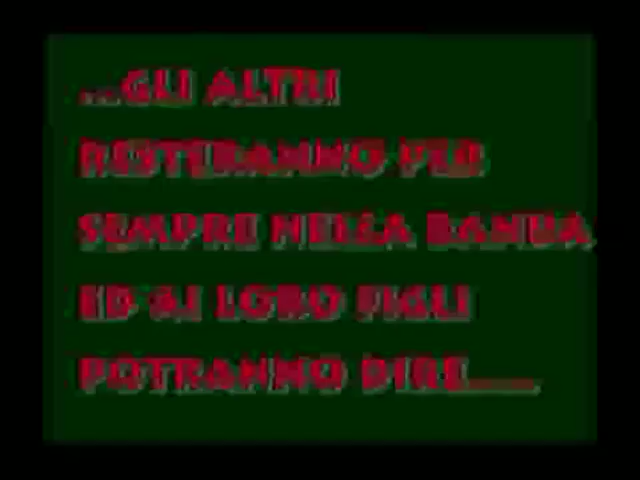 ...GLI ALTRI
RESTERANNO PER
SEMPRE NELLA BANDA
ED AI LORO FIGLI
POTRANNO DIRE......